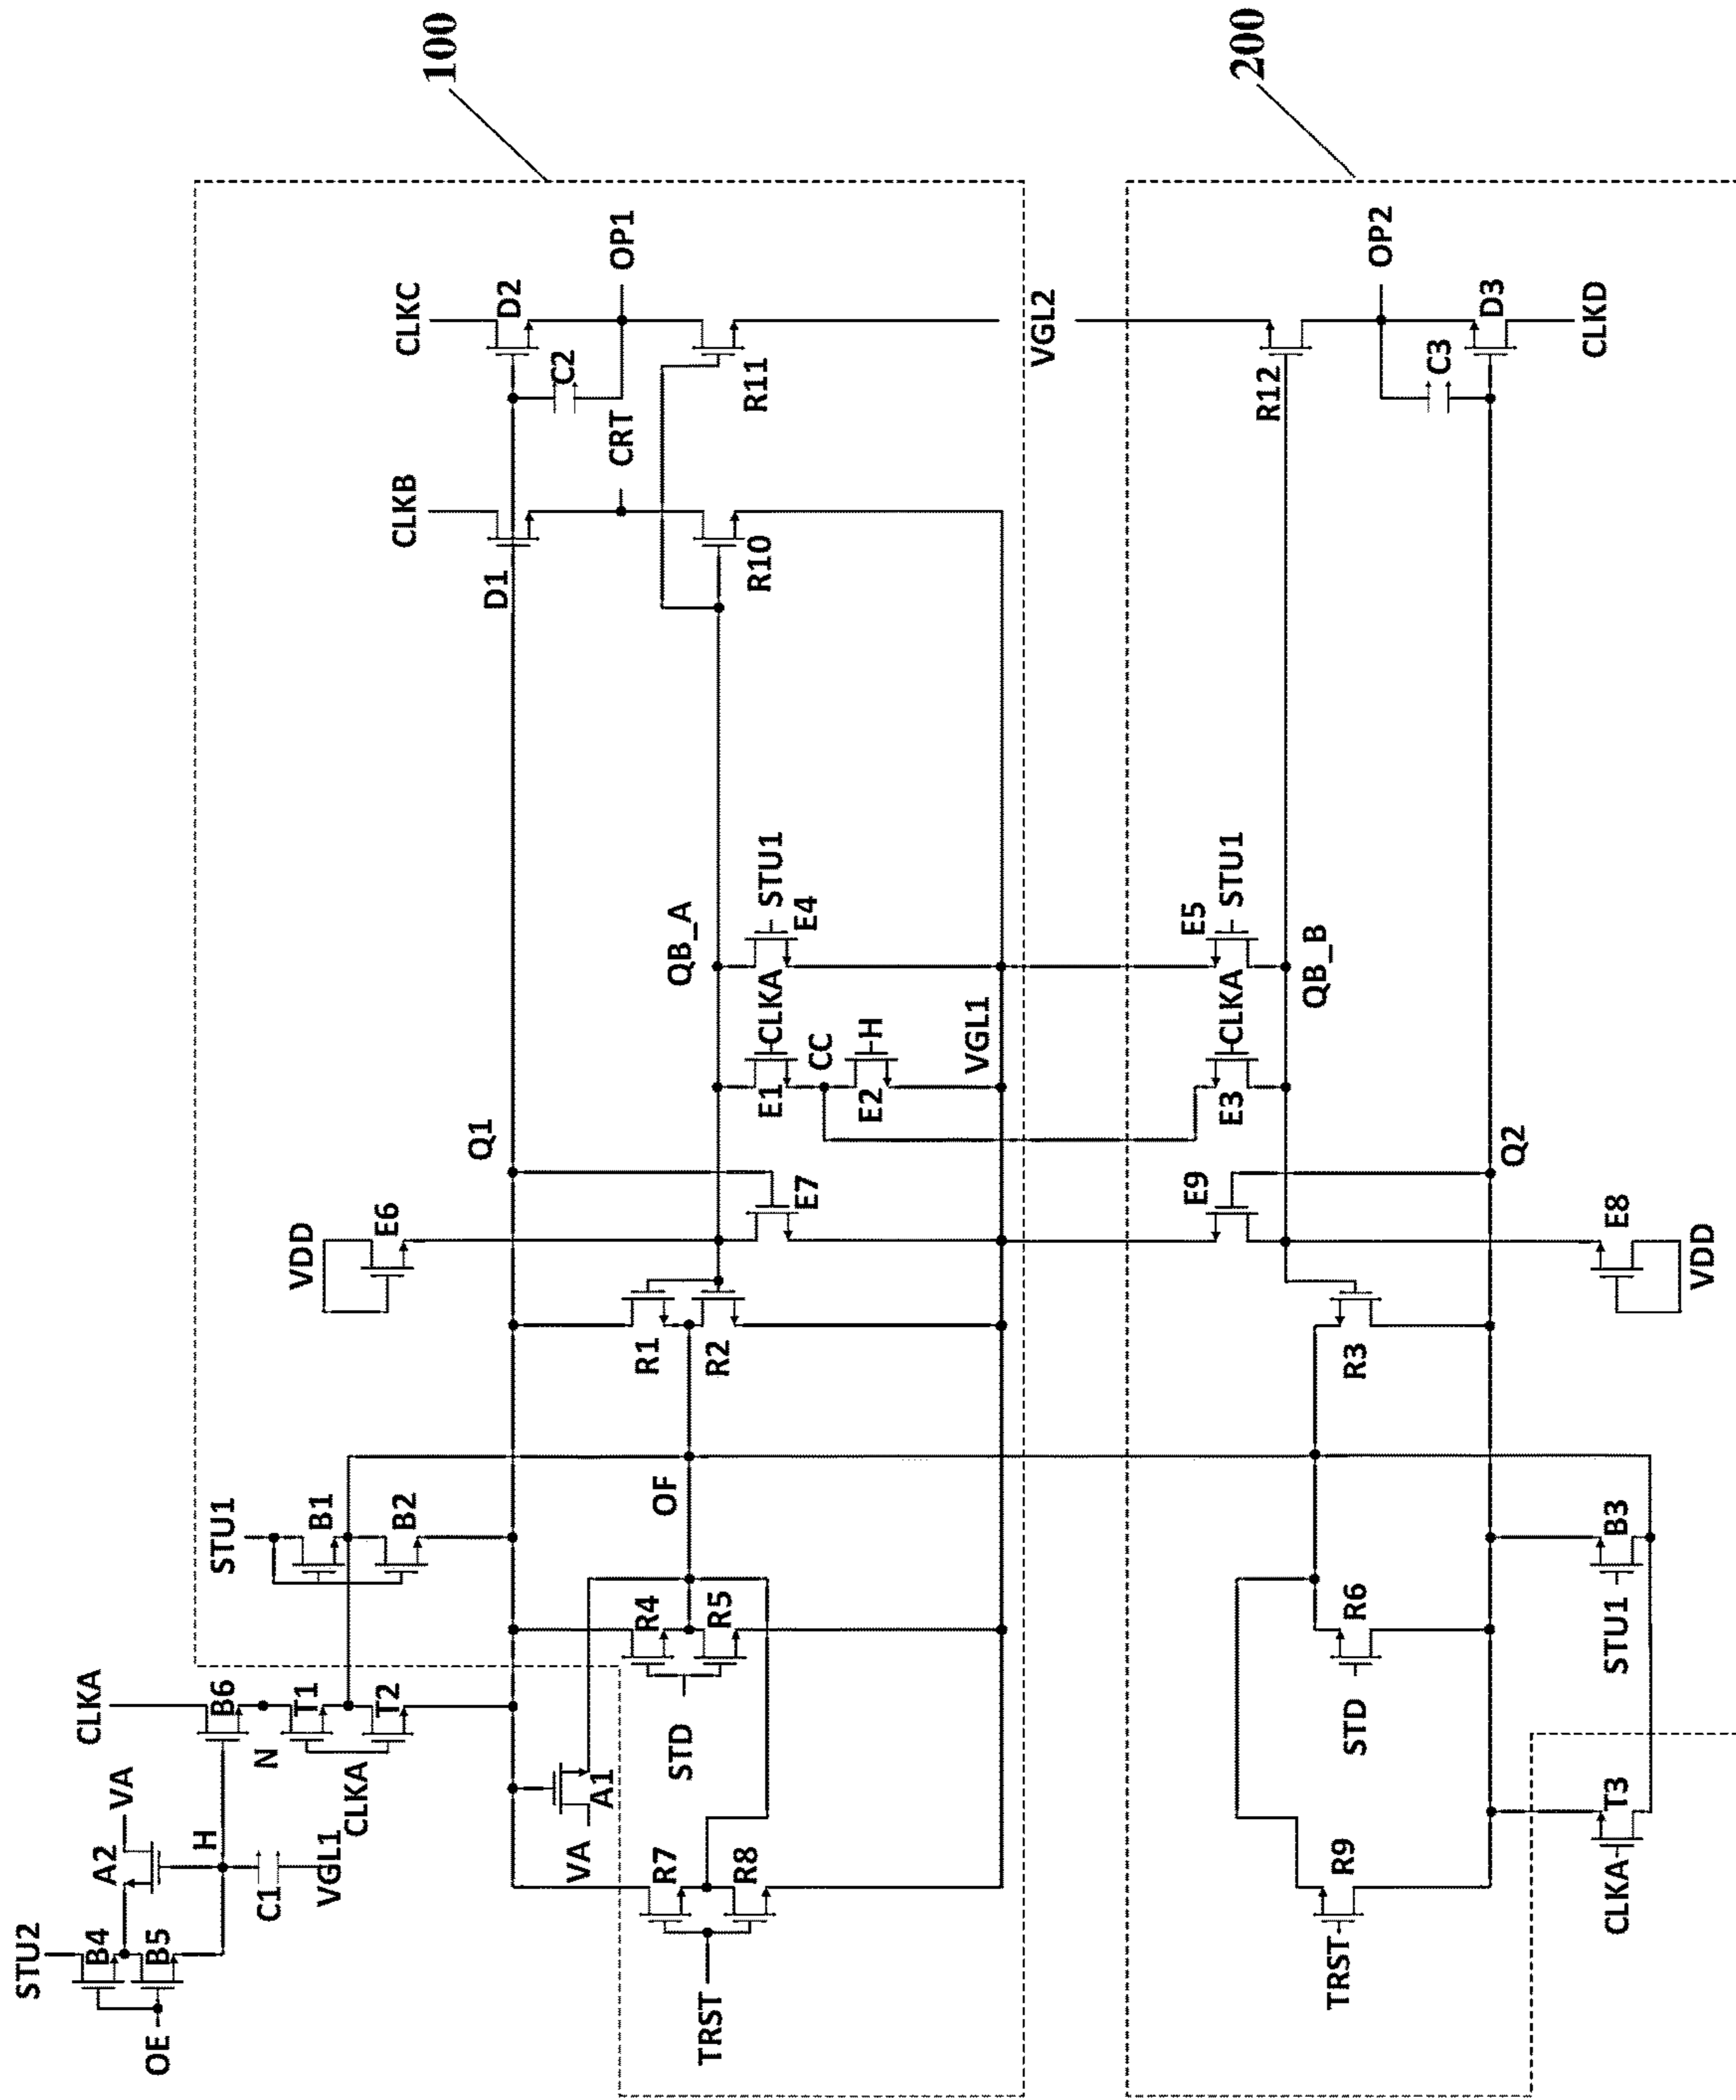 100
200
CLKC
D2
C2
OP1
R11
CLKB
D1
CRT
R10
VGL2
R12
OP2
C3
D3
CLKD
QB_A
STU1
E4
CLKA
E1
CC
H
E2
VGL1
E5
STU1
CLKA
E3
QB_B
Q1
VDD
E6
E7
E9
Q2
E8
VDD
R1
R2
R3
STU1
B1
B2
OF
R4
R5
STD
R6
STD
STU1
B3
CLKA
B6
N
T1
T2
CLKA
VA
A2
H
C1
VGL1
STU2
B4
B5
OE
A1
VA
R7
R8
TRST
R9
TRST
CLKA
T3